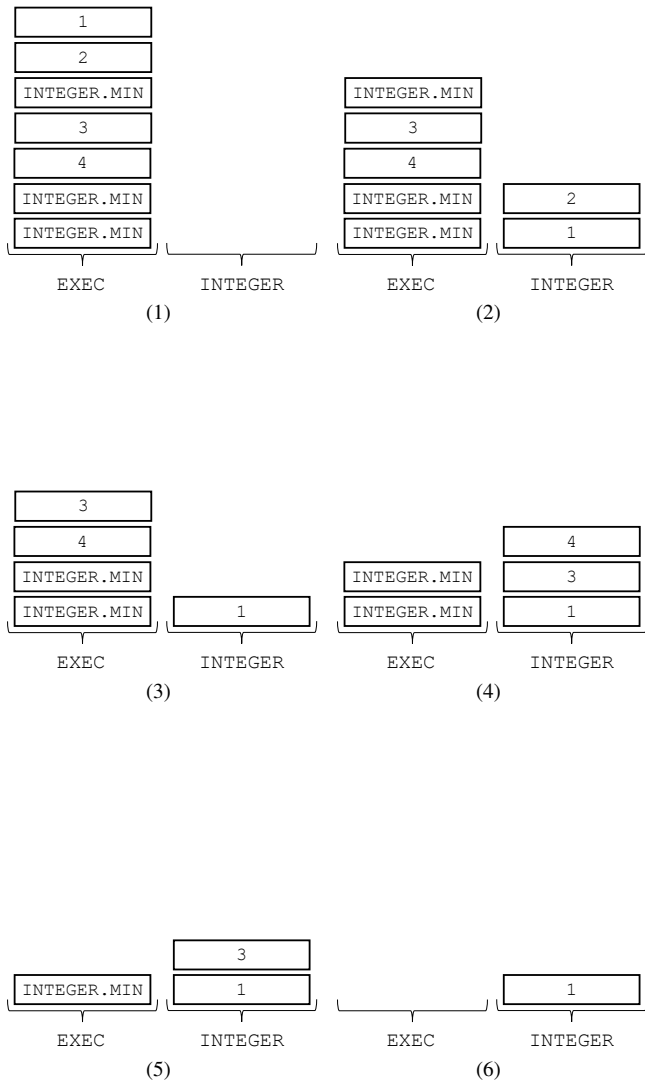 1
2
INTEGER.MIN
3
4
INTEGER.MIN
INTEGER.MIN
EXEC INTEGER
(1)
INTEGER.MIN
3
4
INTEGER.MIN 2
INTEGER.MIN 1
EXEC INTEGER
(2)
3
4
INTEGER.MIN
INTEGER.MIN 1
EXEC INTEGER
(3)
4
INTEGER.MIN 3
INTEGER.MIN 1
EXEC INTEGER
(4)
3
INTEGER.MIN 1
EXEC INTEGER
(5)
1
EXEC INTEGER
(6)